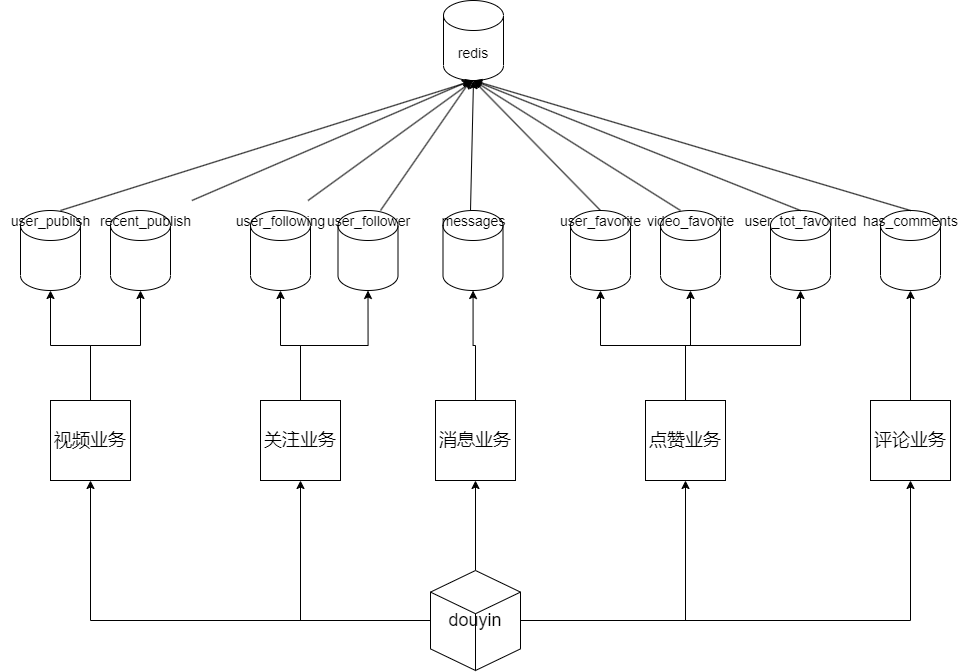 redis
user_publish
recent_publish
user_following
user_follower
messages
user_favorite
video_favorite
user_tot_favorited
has_comments
视频业务
关注业务
消息业务
点赞业务
评论业务
douyin